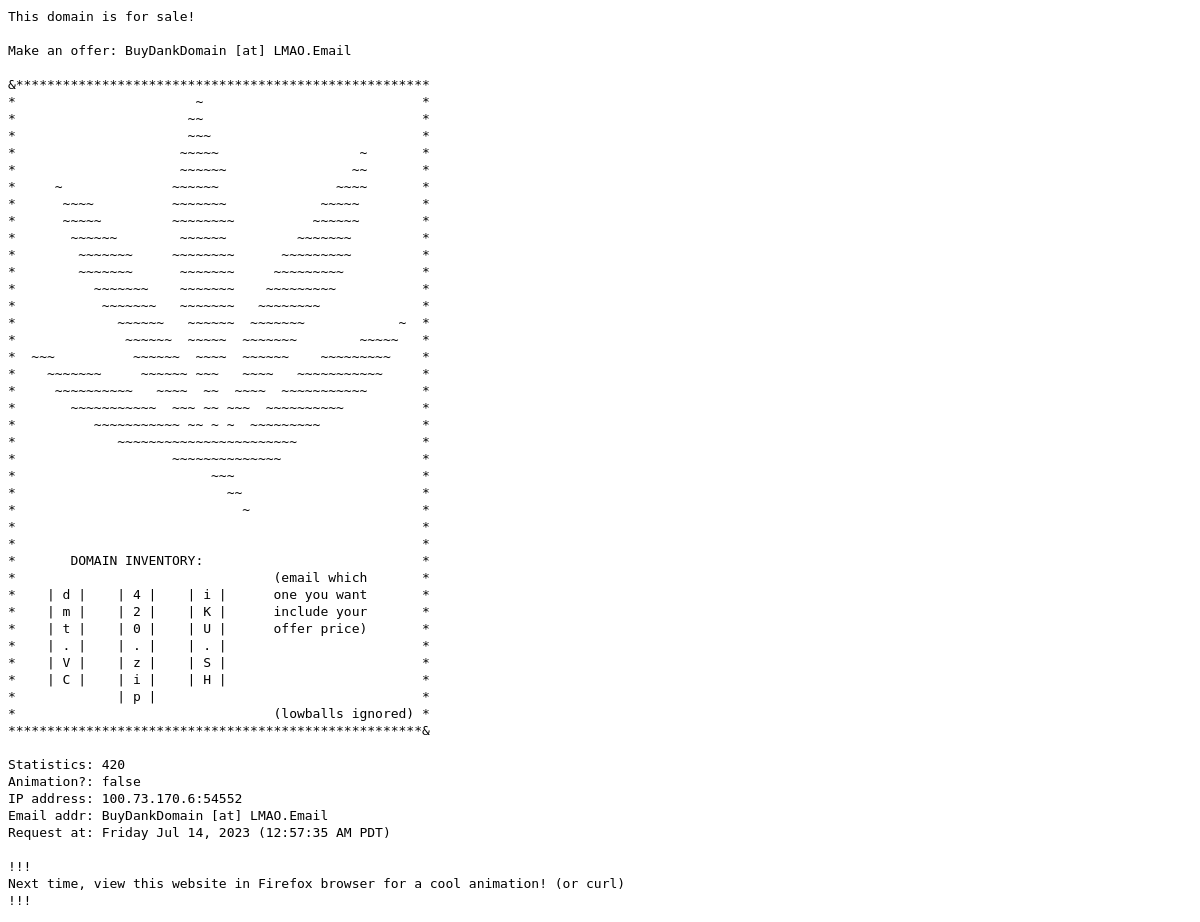 This domain is for sale!

Make an offer: BuyDankDomain [at] LMAO.Email

&*****************************************************
*                       ~                            *
*                      ~~                            *
*                      ~~~                           *
*                     ~~~~~                  ~       *
*                     ~~~~~~                ~~       *
*     ~              ~~~~~~               ~~~~       *
*      ~~~~          ~~~~~~~            ~~~~~        *
*      ~~~~~         ~~~~~~~~          ~~~~~~        *
*       ~~~~~~        ~~~~~~         ~~~~~~~         *
*        ~~~~~~~     ~~~~~~~~      ~~~~~~~~~         *
*        ~~~~~~~      ~~~~~~~     ~~~~~~~~~          *
*          ~~~~~~~    ~~~~~~~    ~~~~~~~~~           *
*           ~~~~~~~   ~~~~~~~   ~~~~~~~~             *
*             ~~~~~~   ~~~~~~  ~~~~~~~            ~  *
*              ~~~~~~  ~~~~~  ~~~~~~~        ~~~~~   *
*  ~~~          ~~~~~~  ~~~~  ~~~~~~    ~~~~~~~~~    *
*    ~~~~~~~     ~~~~~~ ~~~   ~~~~   ~~~~~~~~~~~     *
*     ~~~~~~~~~~   ~~~~  ~~  ~~~~  ~~~~~~~~~~~       *
*       ~~~~~~~~~~~  ~~~ ~~ ~~~  ~~~~~~~~~~          *
*          ~~~~~~~~~~~ ~~ ~ ~  ~~~~~~~~~             *
*             ~~~~~~~~~~~~~~~~~~~~~~~                *
*                    ~~~~~~~~~~~~~~                  *
*                         ~~~                        *
*                           ~~                       *
*                             ~                      *
*                                                    *
*                                                    *
*       DOMAIN INVENTORY:                            *
*                                 (email which       *
*    | d |    | 4 |    | i |      one you want       *
*    | m |    | 2 |    | K |      include your       *
*    | t |    | 0 |    | U |      offer price)       *
*    | . |    | . |    | . |                         *
*    | V |    | z |    | S |                         *
*    | C |    | i |    | H |                         *
*             | p |                                  *
*                                 (lowballs ignored) *
*****************************************************&

Statistics: 420
Animation?: false
IP address: 100.73.170.6:54552
Email addr: BuyDankDomain [at] LMAO.Email
Request at: Friday Jul 14, 2023 (12:57:35 AM PDT)

!!!
Next time, view this website in Firefox browser for a cool animation! (or curl)
!!!